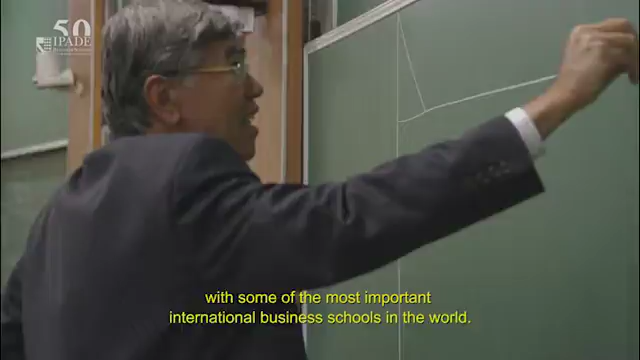 50
IPADE
with some of the most important
international business schools in the world.